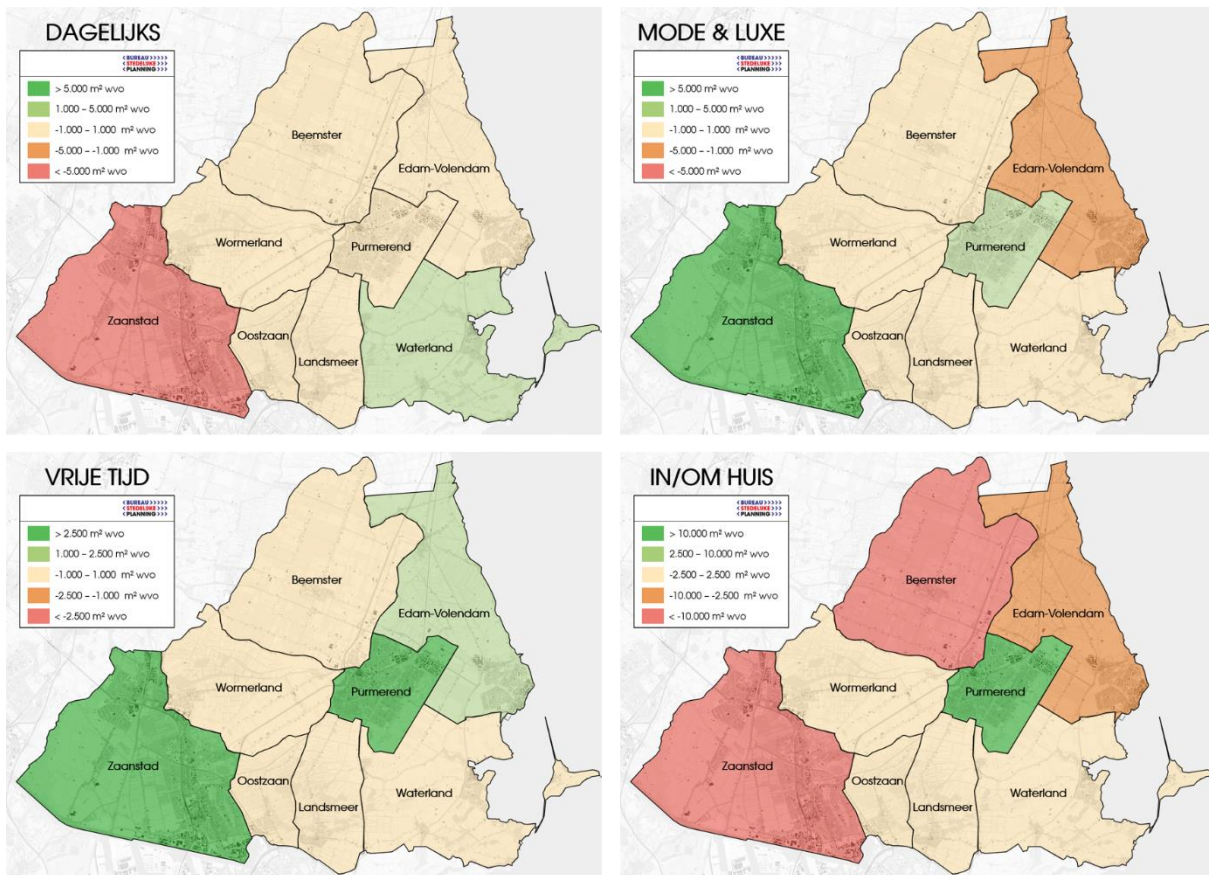 DAGELIJKS
BUREAU
STEDELIJKE
PLANNING
> 5.000 m² wvo
1.000 – 5.000 m² wvo
-1.000 – 1.000 m² wvo
-5.000 – -1.000 m² wvo
< -5.000 m² wvo
Beemster
Edam-Volendam
Wormerland
Purmerend
Zaanstad
Oostzaan
Landsmeer
Waterland
MODE & LUXE
BUREAU
STEDELIJKE
PLANNING
> 5.000 m² wvo
1.000 – 5.000 m² wvo
-1.000 – 1.000 m² wvo
-5.000 – -1.000 m² wvo
< -5.000 m² wvo
Beemster
Edam-Volendam
Wormerland
Purmerend
Zaanstad
Oostzaan
Landsmeer
Waterland
VRIJE TIJD
BUREAU
STEDELIJKE
PLANNING
> 2.500 m² wvo
1.000 – 2.500 m² wvo
-1.000 – 1.000 m² wvo
-2.500 – -1.000 m² wvo
< -2.500 m² wvo
Beemster
Edam-Volendam
Wormerland
Purmerend
Zaanstad
Oostzaan
Landsmeer
Waterland
IN/OM HUIS
BUREAU
STEDELIJKE
PLANNING
> 10.000 m² wvo
2.500 – 10.000 m² wvo
-2.500 – 2.500 m² wvo
-10.000 – -2.500 m² wvo
< -10.000 m² wvo
Beemster
Edam-Volendam
Wormerland
Purmerend
Zaanstad
Oostzaan
Landsmeer
Waterland